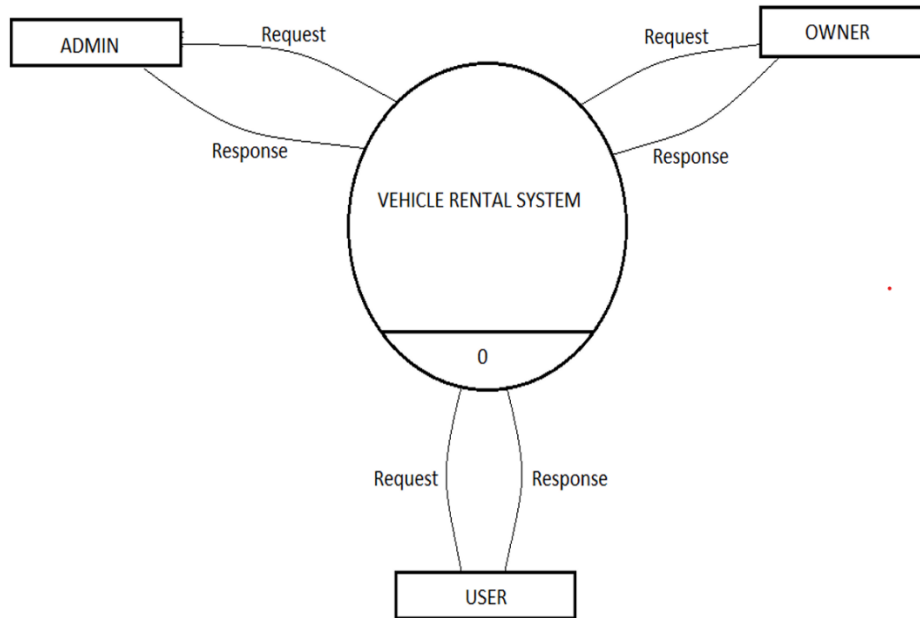 ADMIN
Request
Response
Request
OWNER
Response
VEHICLE RENTAL SYSTEM
0
Request
Response
USER